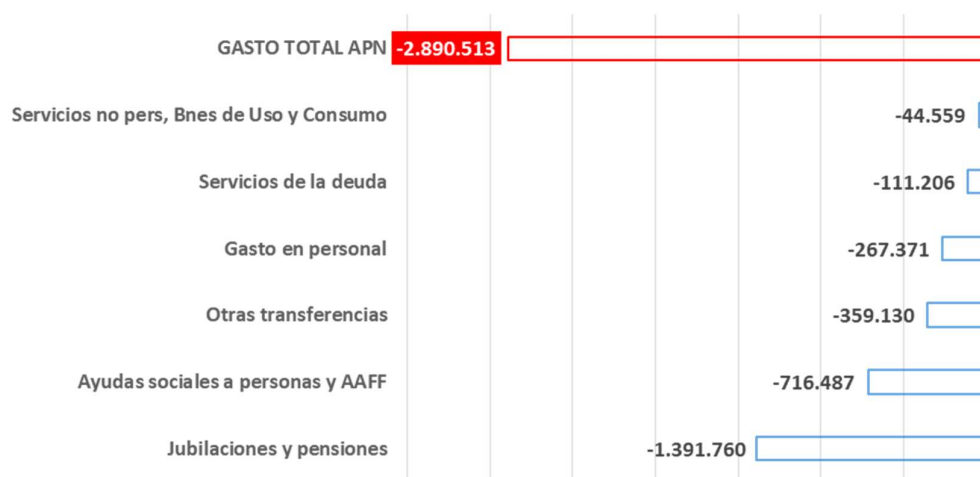 GASTO TOTAL APN -2.890.513
Servicios no pers, Bnes de Uso y Consumo -44.559
Servicios de la deuda -111.206
Gasto en personal -267.371
Otras transferencias -359.130
Ayudas sociales a personas y AAFF -716.487
Jubilaciones y pensiones -1.391.760